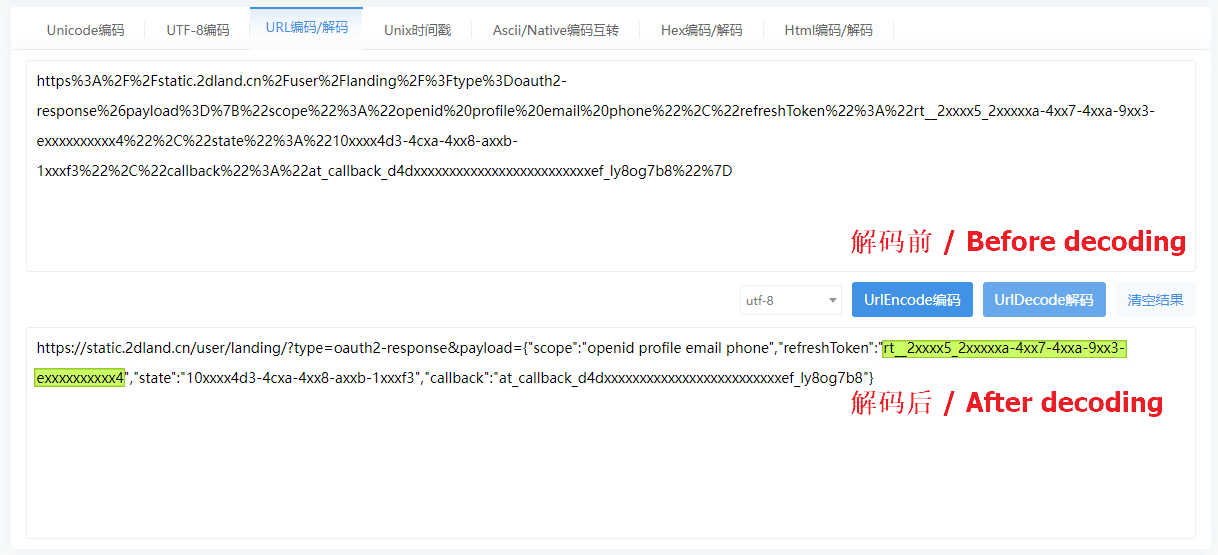 Unicode编码 UTF-8编码 URL编码/解码 Unix时间戳 Ascii/Native编码互转 Hex编码/解码 Html编码/解码
https%3A%2F%2Fstatic.2dland.cn%2Fuser%2Flanding%2F%3Ftype%3Doauth2-
response%26payload%3D%7B%22scope%22%3A%22openid%20profile%20email%20phone%22%2C%22refreshToken%22%3A%22rt__2xxxx5_2xxxxxa-4xx7-4xxa-9xx3-
exxxxxxxxxx4%22%2C%22state%22%3A%2210xxxx4d3-4cxa-4xx8-axxb-
1xxxf3%22%2C%22callback%22%3A%22at_callback_d4dxxxxxxxxxxxxxxxxxxxxxxxxxef_ly8og7b8%22%7D
解码前 / Before decoding
utf-8 UrlEncode编码 UrlDecode解码 清空结果
https://static.2dland.cn/user/landing/?type=oauth2-response&payload={"scope":"openid profile email phone","refreshToken":"rt__2xxxx5_2xxxxxa-4xx7-4xxa-9xx3-
exxxxxxxxxx4","state":"10xxxx4d3-4cxa-4xx8-axxb-1xxxf3","callback":"at_callback_d4dxxxxxxxxxxxxxxxxxxxxxxxxxef_ly8og7b8"}
解码后 / After decoding